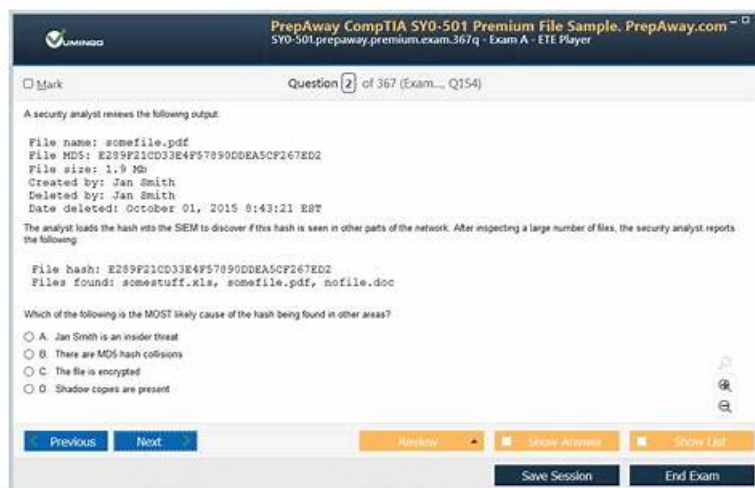 VUMINGO
PrepAway CompTIA SY0-501 Premium File Sample. PrepAway.com
SY0-501.prepaway.premium.exam.367q - Exam A - ETE Player
Mark
Question 2 of 367 (Exam..., Q154)
A security analyst reviews the following output:
File name: somefile.pdf
File MD5: E289F21CD33E4F57890DDEA5CF267ED2
File size: 1.9 Mb
Created by: Jan Smith
Deleted by: Jan Smith
Date deleted: October 01, 2015 8:43:21 EST
The analyst loads the hash into the SIEM to discover if this hash is seen in other parts of the network. After inspecting a large number of files, the security analyst reports
the following:
File hash: E289F21CD33E4F57890DDEA5CF267ED2
Files found: somestuff.xls, somefile.pdf, nofile.doc
Which of the following is the MOST likely cause of the hash being found in other areas?
A. Jan Smith is an insider threat
B. There are MD5 hash collisions
C. The file is encrypted
D. Shadow copies are present
Previous Next Review Show Answer Show List
Save Session End Exam